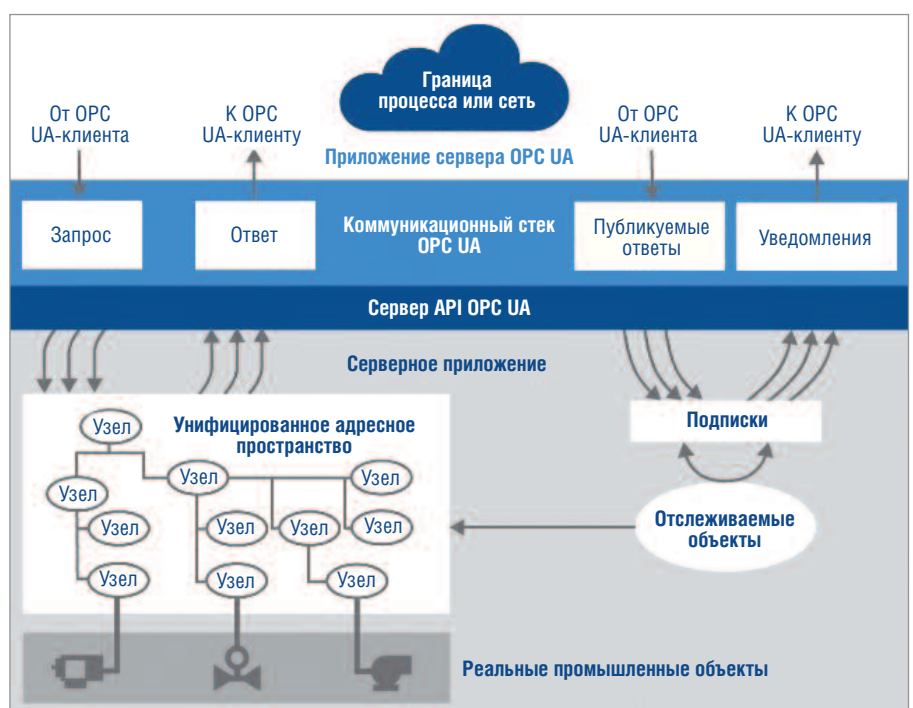 Граница
процесса или сеть
От OPC
UA-клиента
К OPC
UA-клиенту
От OPC
UA-клиента
К OPC
UA-клиенту
Приложение сервера OPC UA
Запрос
Ответ
Коммуникационный стек
OPC UA
Публикуемые
ответы
Уведомления
Сервер API OPC UA
Серверное приложение
Унифицированное адресное
пространство
Подписки
Узел
Узел
Узел
Узел
Узел
Узел
Узел
Узел
Узел
Узел
Отслеживаемые
объекты
Реальные промышленные объекты